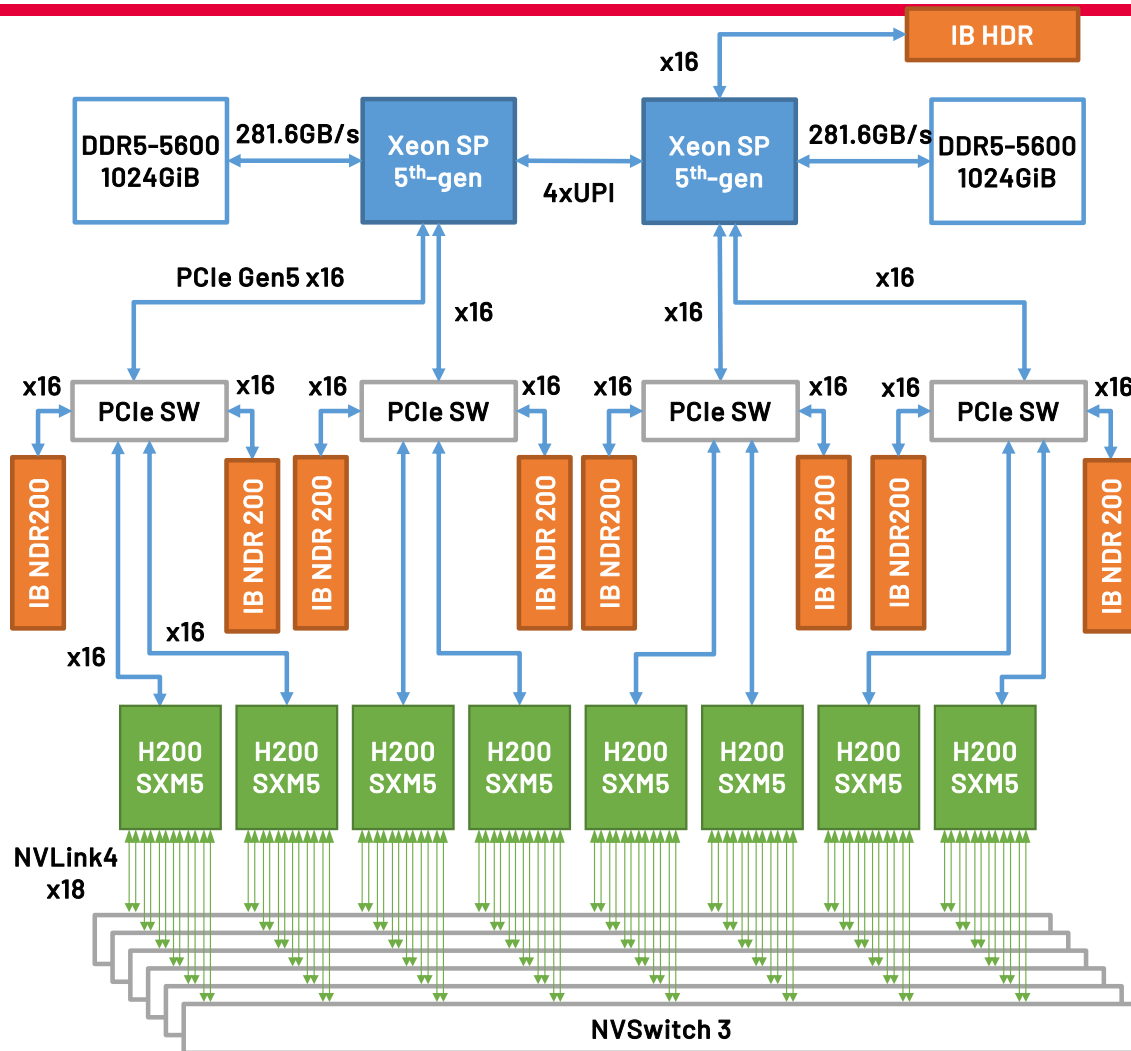 IB HDR
x16
DDR5-5600
1024GiB
281.6GB/s
Xeon SP
5th-gen
4xUPI
Xeon SP
5th-gen
281.6GB/s
DDR5-5600
1024GiB
PCIe Gen5 x16
x16
x16
x16
x16
PCIe SW
x16
x16
PCIe SW
x16
x16
PCIe SW
x16
x16
PCIe SW
x16
IB NDR200
IB NDR 200
IB NDR 200
IB NDR 200
IB NDR200
IB NDR 200
IB NDR200
IB NDR 200
x16
x16
H200
SXM5
H200
SXM5
H200
SXM5
H200
SXM5
H200
SXM5
H200
SXM5
H200
SXM5
H200
SXM5
NVLink4
x18
NVSwitch 3